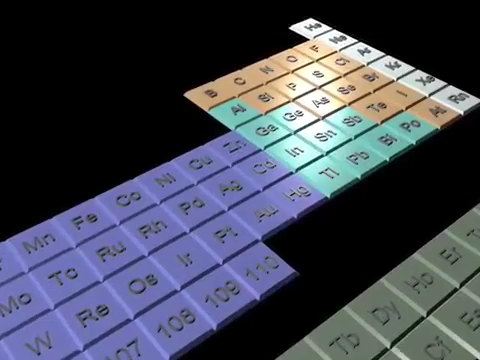 He
B C N O F Ne
Al Si P S Cl Ar
Mn Fe Co Ni Cu Zn Ga Ge As Se Br Kr
Mo Tc Ru Rh Pd Ag Cd In Sn Sb Te I Xe
W Re Os Ir Pt Au Hg Tl Pb Bi Po At Rn
107 108 109 110
Tb Dy Ho Er
Cf Es